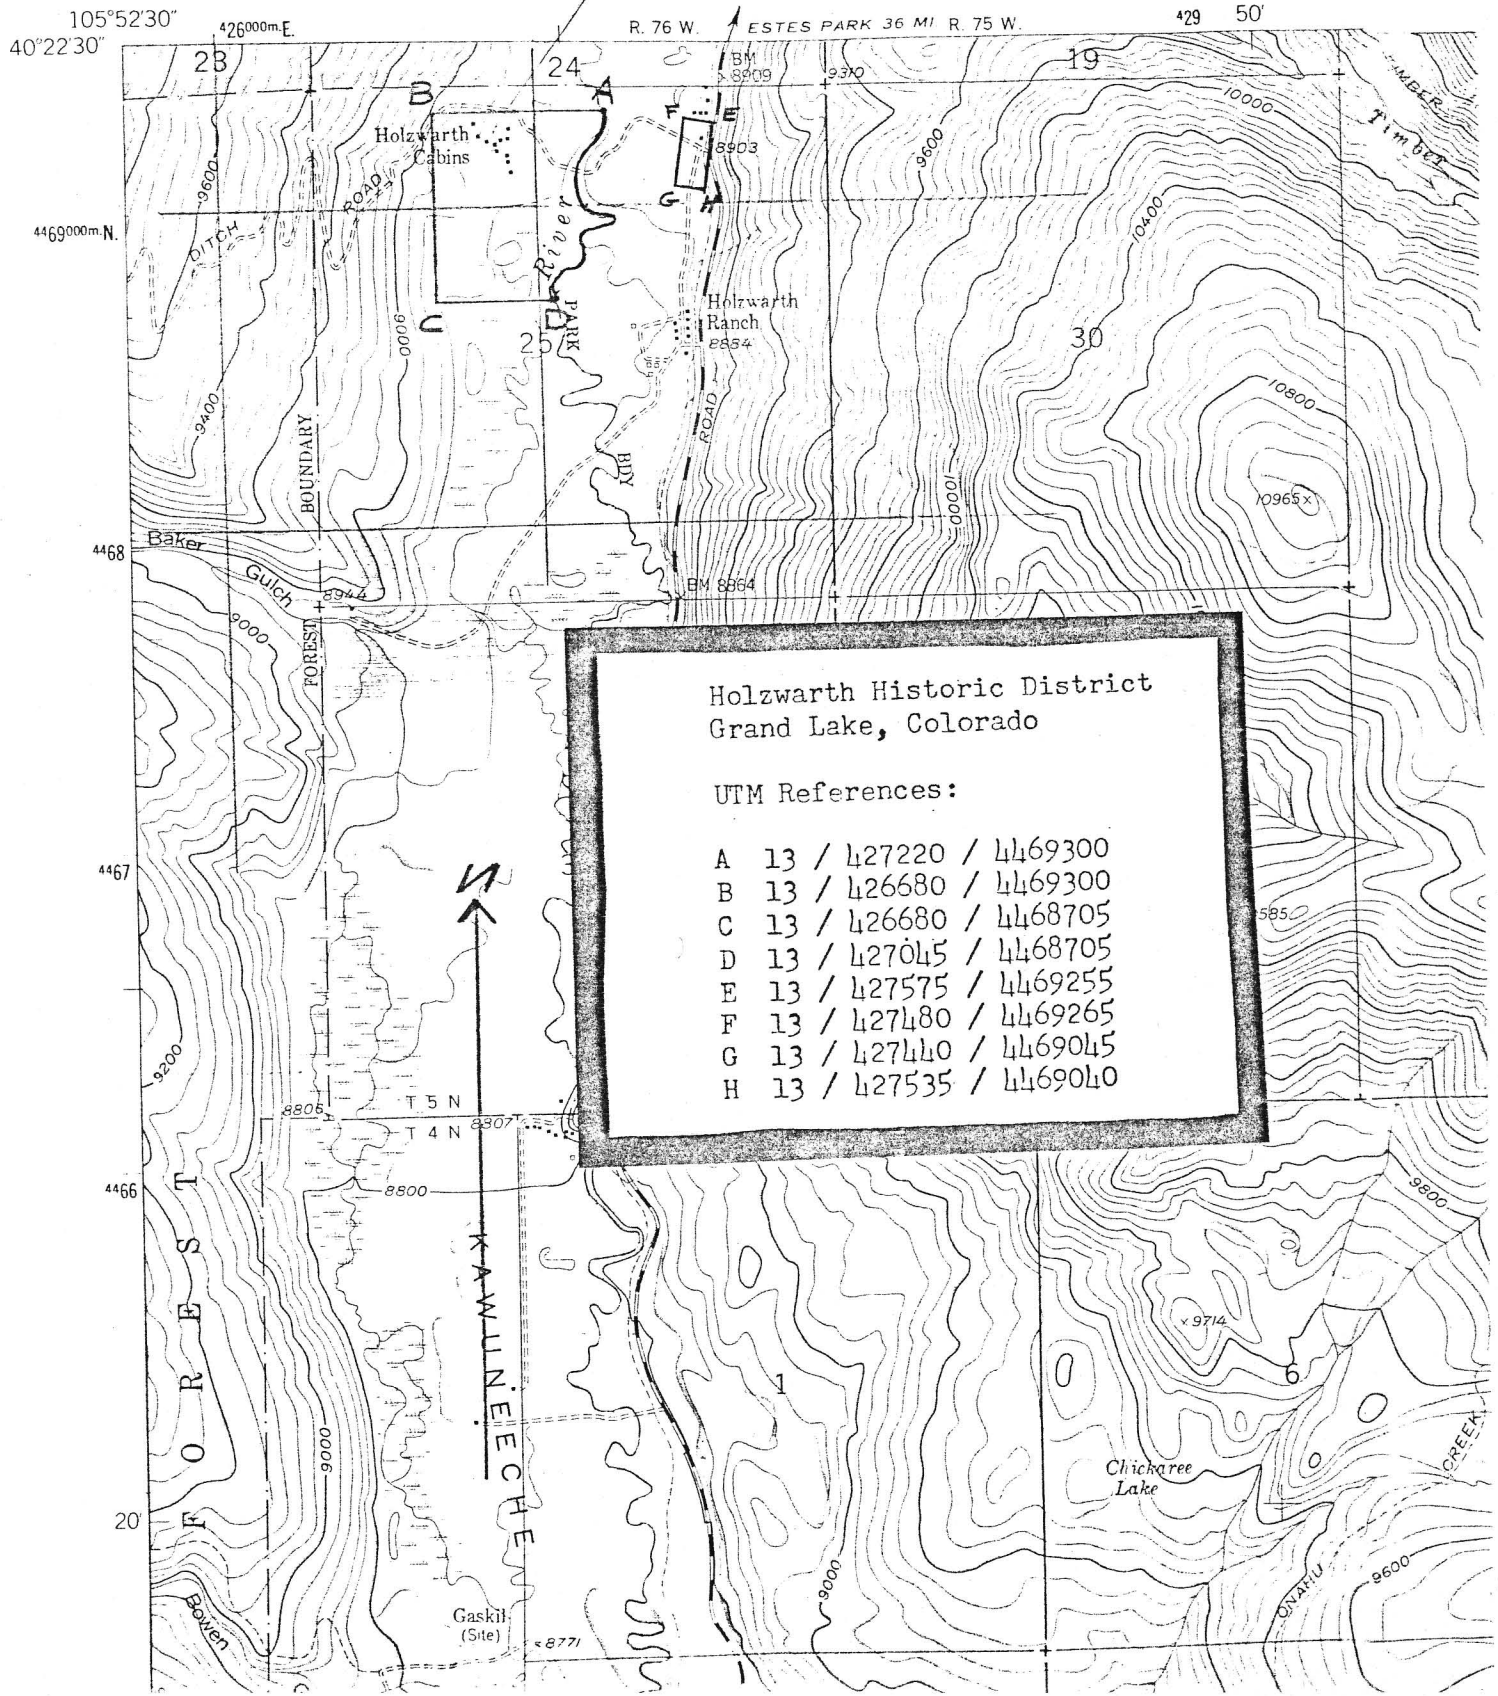 105°52'30"
426000m.E.
R. 76 W. ESTES PARK 36 MI R. 75 W.
429 50'
40°22'30"
23
24
19
BM
8909
9310
TIMBER
Timber
10000
B
A
F
E
Holzwarth
Cabins
8903
9600
9600
ROAD
G
H
River
10400
4469000m.N.
DITCH
C
D
PARK
Holzwarth
Ranch
8884
9000
25
30
10800
9400
BOUNDARY
ROAD
BDY
10000
10965
4468
Baker
Gulch
8944
BM 8864
9000
FOREST
Holzwarth Historic District
Grand Lake, Colorado
UTM References:
A 13 / 427220 / 4469300
B 13 / 426680 / 4469300
C 13 / 426680 / 4468705
D 13 / 427045 / 4468705
E 13 / 427575 / 4469255
F 13 / 427480 / 4469265
G 13 / 427440 / 4469045
H 13 / 427535 / 4469040
4467
N
585
9200
8806
T 5 N
T 4 N
8807
4466
8800
9800
FOREST
KAWUNEECHE
9714
1
6
9000
Chickaree
Lake
CREEK
20'
Bowen
Gaskil
(Site)
8771
9000
ONAHU
9600